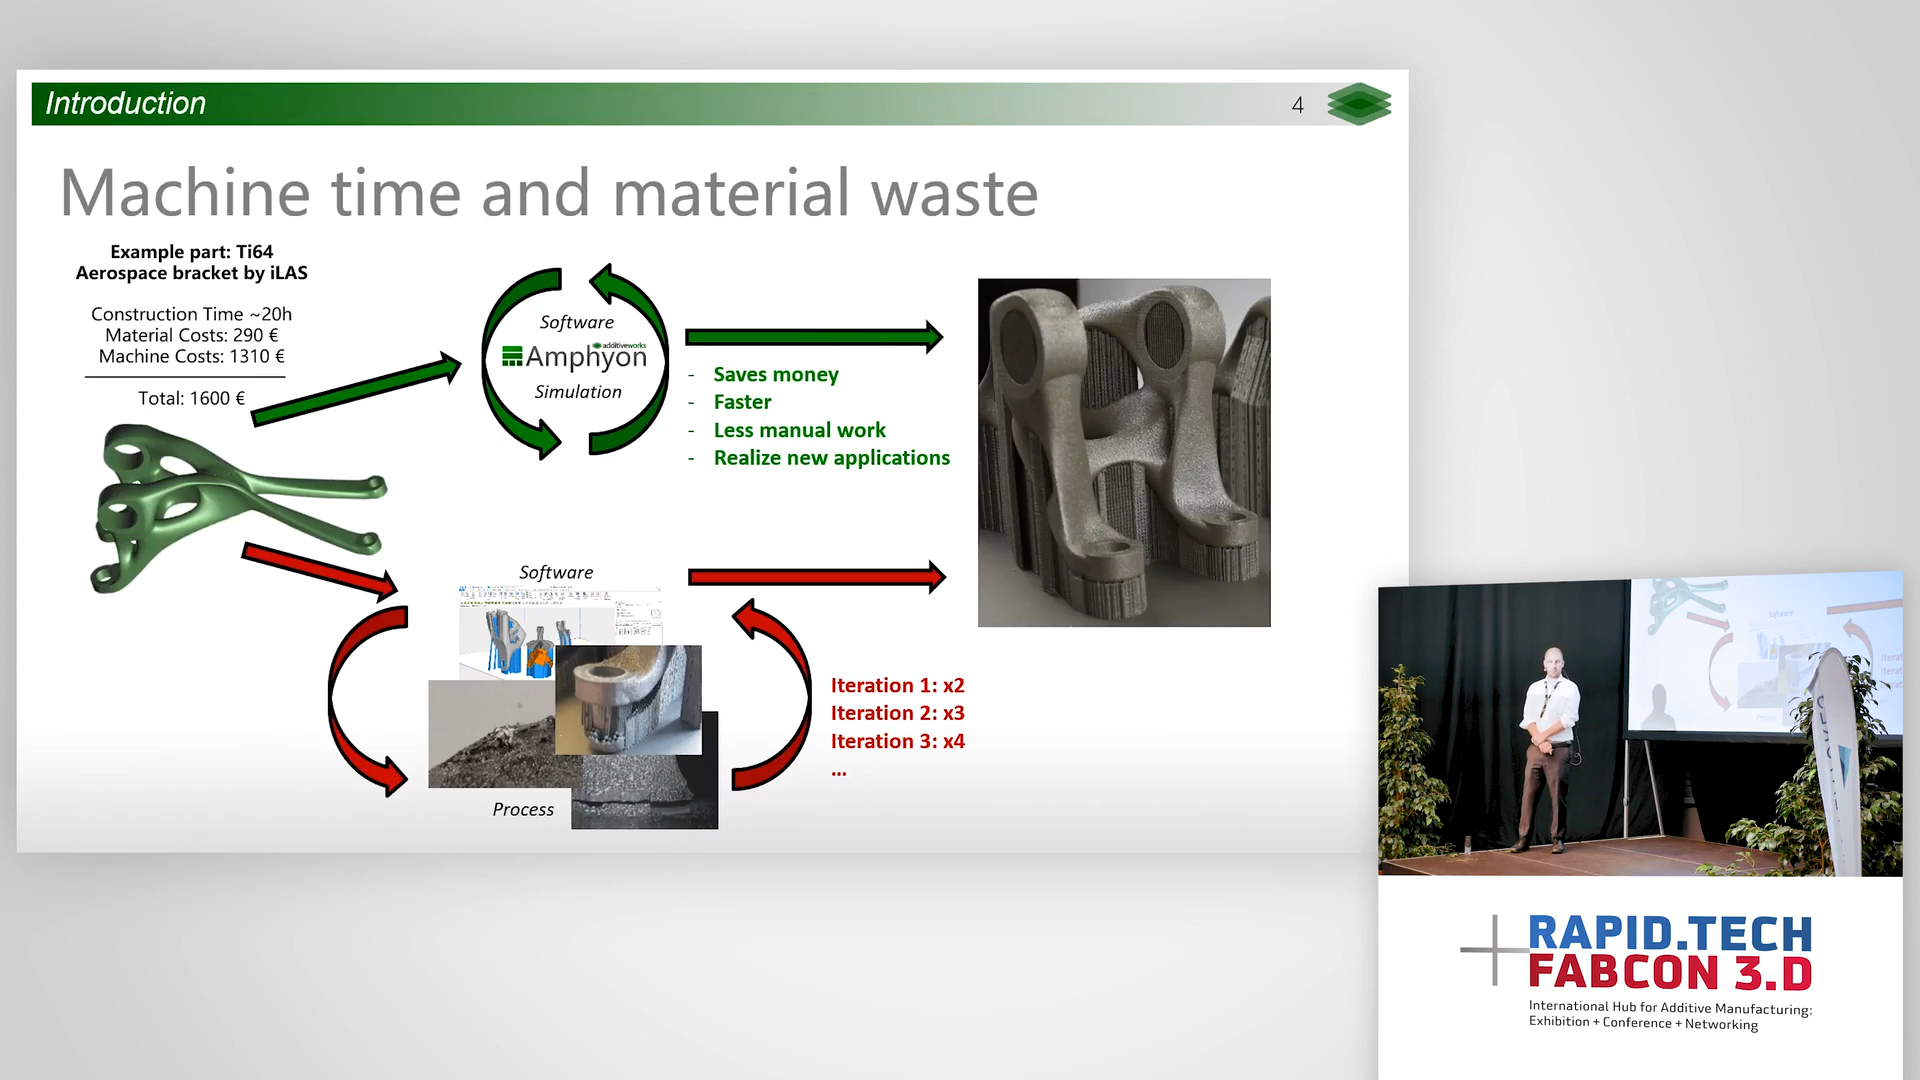 Introduction
4
Machine time and material waste
Example part: Ti64
Aerospace bracket by iLAS
Construction Time ~20h
Material Costs: 290 €
Machine Costs: 1310 €
Total: 1600 €
Software
additiveworks
Amphyon
Simulation
- Saves money
- Faster
- Less manual work
- Realize new applications
Software
Process
Iteration 1: x2
Iteration 2: x3
Iteration 3: x4
...
RAPID.TECH
FABCON 3.D
International Hub for Additive Manufacturing:
Exhibition + Conference + Networking